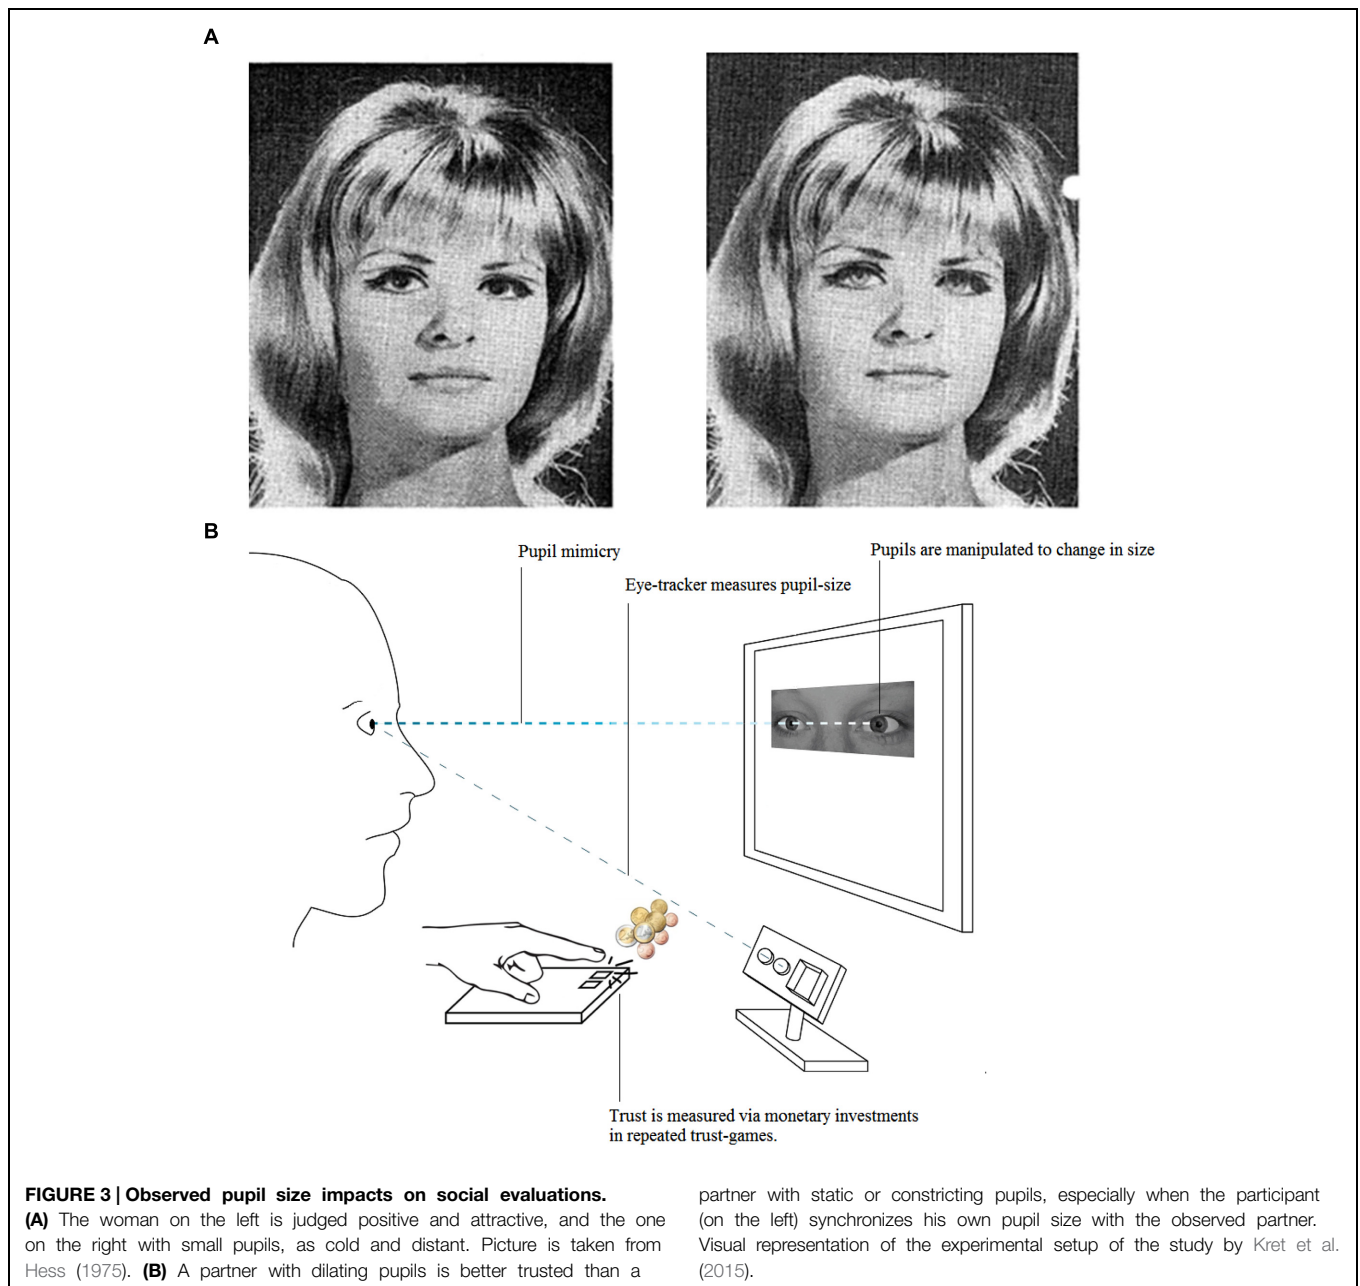 A
B
Pupil mimicry
Pupils are manipulated to change in size
Eye-tracker measures pupil-size
Trust is measured via monetary investments
in repeated trust-games.
FIGURE 3 | Observed pupil size impacts on social evaluations.
(A) The woman on the left is judged positive and attractive, and the one
on the right with small pupils, as cold and distant. Picture is taken from
Hess (1975). (B) A partner with dilating pupils is better trusted than a
partner with static or constricting pupils, especially when the participant
(on the left) synchronizes his own pupil size with the observed partner.
Visual representation of the experimental setup of the study by Kret et al.
(2015).